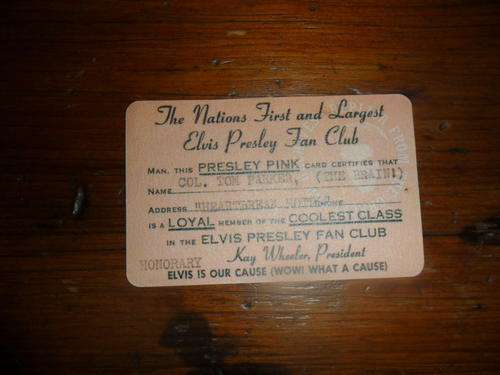 The Nations First and Largest
Elvis Presley Fan Club
MAN, THIS PRESLEY PINK CARD CERTIFIES THAT
NAME COL. TOM PARKER, (THE BRAIN!)
ADDRESS "HEARTBREAK
IS A LOYAL MEMBER OF THE COOLEST CLASS
IN THE ELVIS PRESLEY FAN CLUB
HONORARY Kay Wheeler, President
ELVIS IS OUR CAUSE (WOW! WHAT A CAUSE)